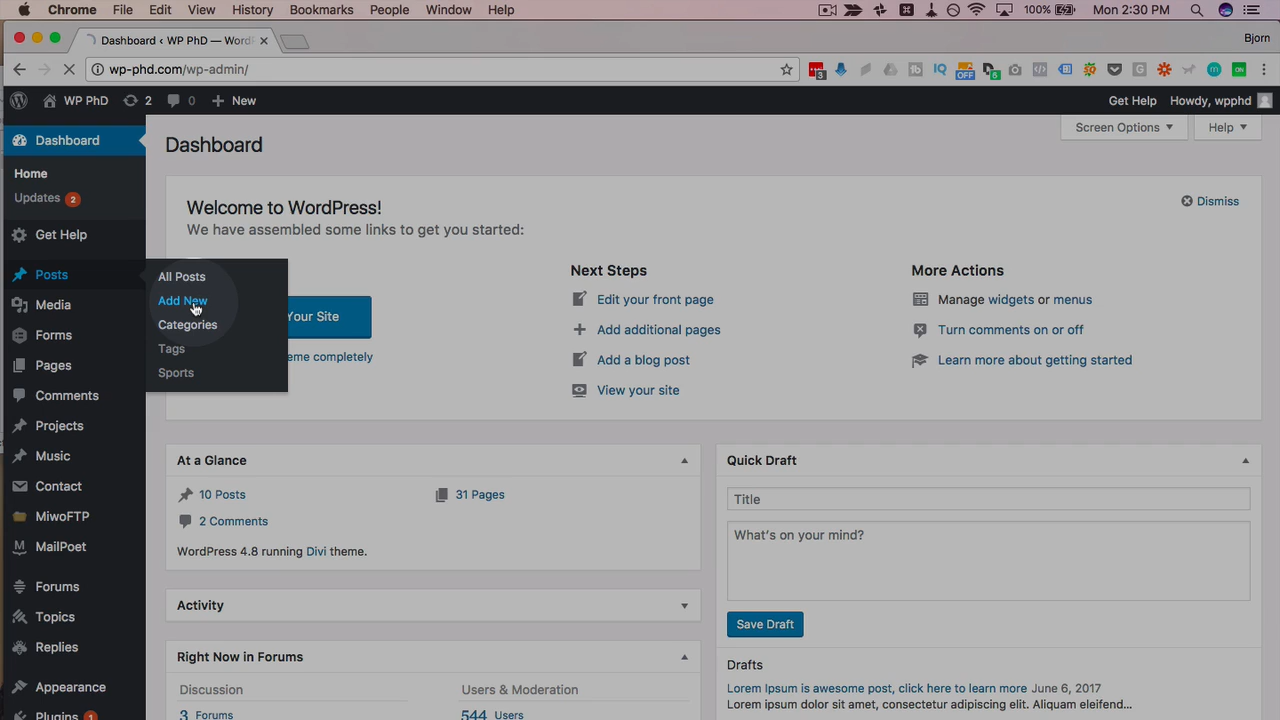 Chrome File Edit View History Bookmarks People Window Help 100% Mon 2:30 PM
Dashboard ‹ WP PhD — Word Bjorn
wp-phd.com/wp-admin/ 3 OFF 6 ON
WP PhD 2 0 New Get Help Howdy, wpphd
Dashboard
Home
Updates 2
Get Help
Posts
Media
Forms
Pages
Comments
Projects
Music
Contact
MiwoFTP
MailPoet
Forums
Topics
Replies
Appearance
Plugins 1
All Posts
Add New
Categories
Tags
Sports
Dashboard
Screen Options Help
Welcome to WordPress!
Dismiss
We have assembled some links to get you started:
Your Site
eme completely
Next Steps
Edit your front page
Add additional pages
Add a blog post
View your site
More Actions
Manage widgets or menus
Turn comments on or off
Learn more about getting started
At a Glance
10 Posts 31 Pages
2 Comments
WordPress 4.8 running Divi theme.
Activity
Right Now in Forums
Discussion Users & Moderation
3 Forums 544 Users
Quick Draft
Title
What's on your mind?
Save Draft
Drafts
Lorem Ipsum is awesome post, click here to learn more June 6, 2017
Lorem ipsum dolor sit amet, consectetur adipiscing elit. Aliquam eleifend...